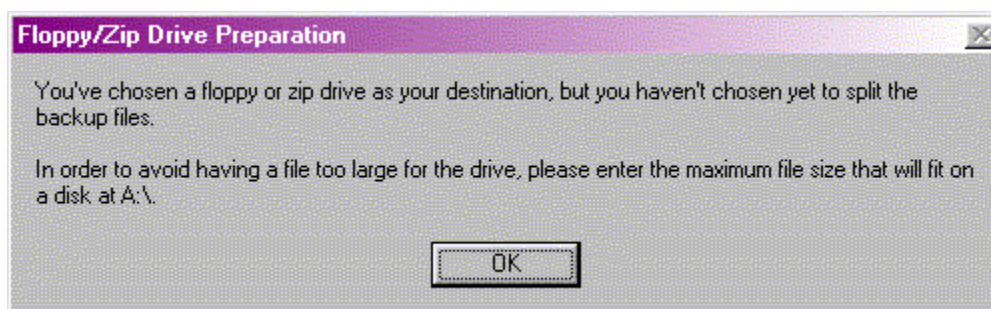 Floppy/Zip Drive Preparation
You've chosen a floppy or zip drive as your destination, but you haven't chosen yet to split the
backup files.
In order to avoid having a file too large for the drive, please enter the maximum file size that will fit on
a disk at A:\.
OK